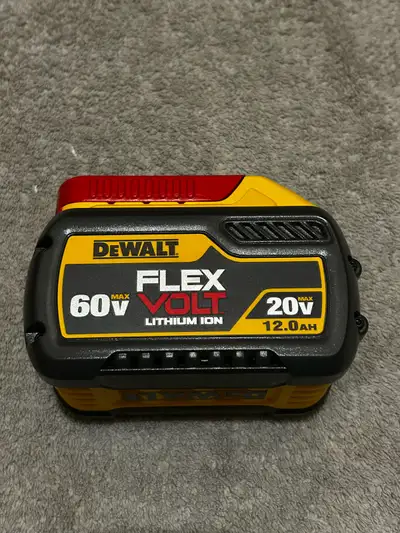 DEWALT
FLEX
VOLT
LITHIUM ION
60V MAX
20V MAX
12.0AH